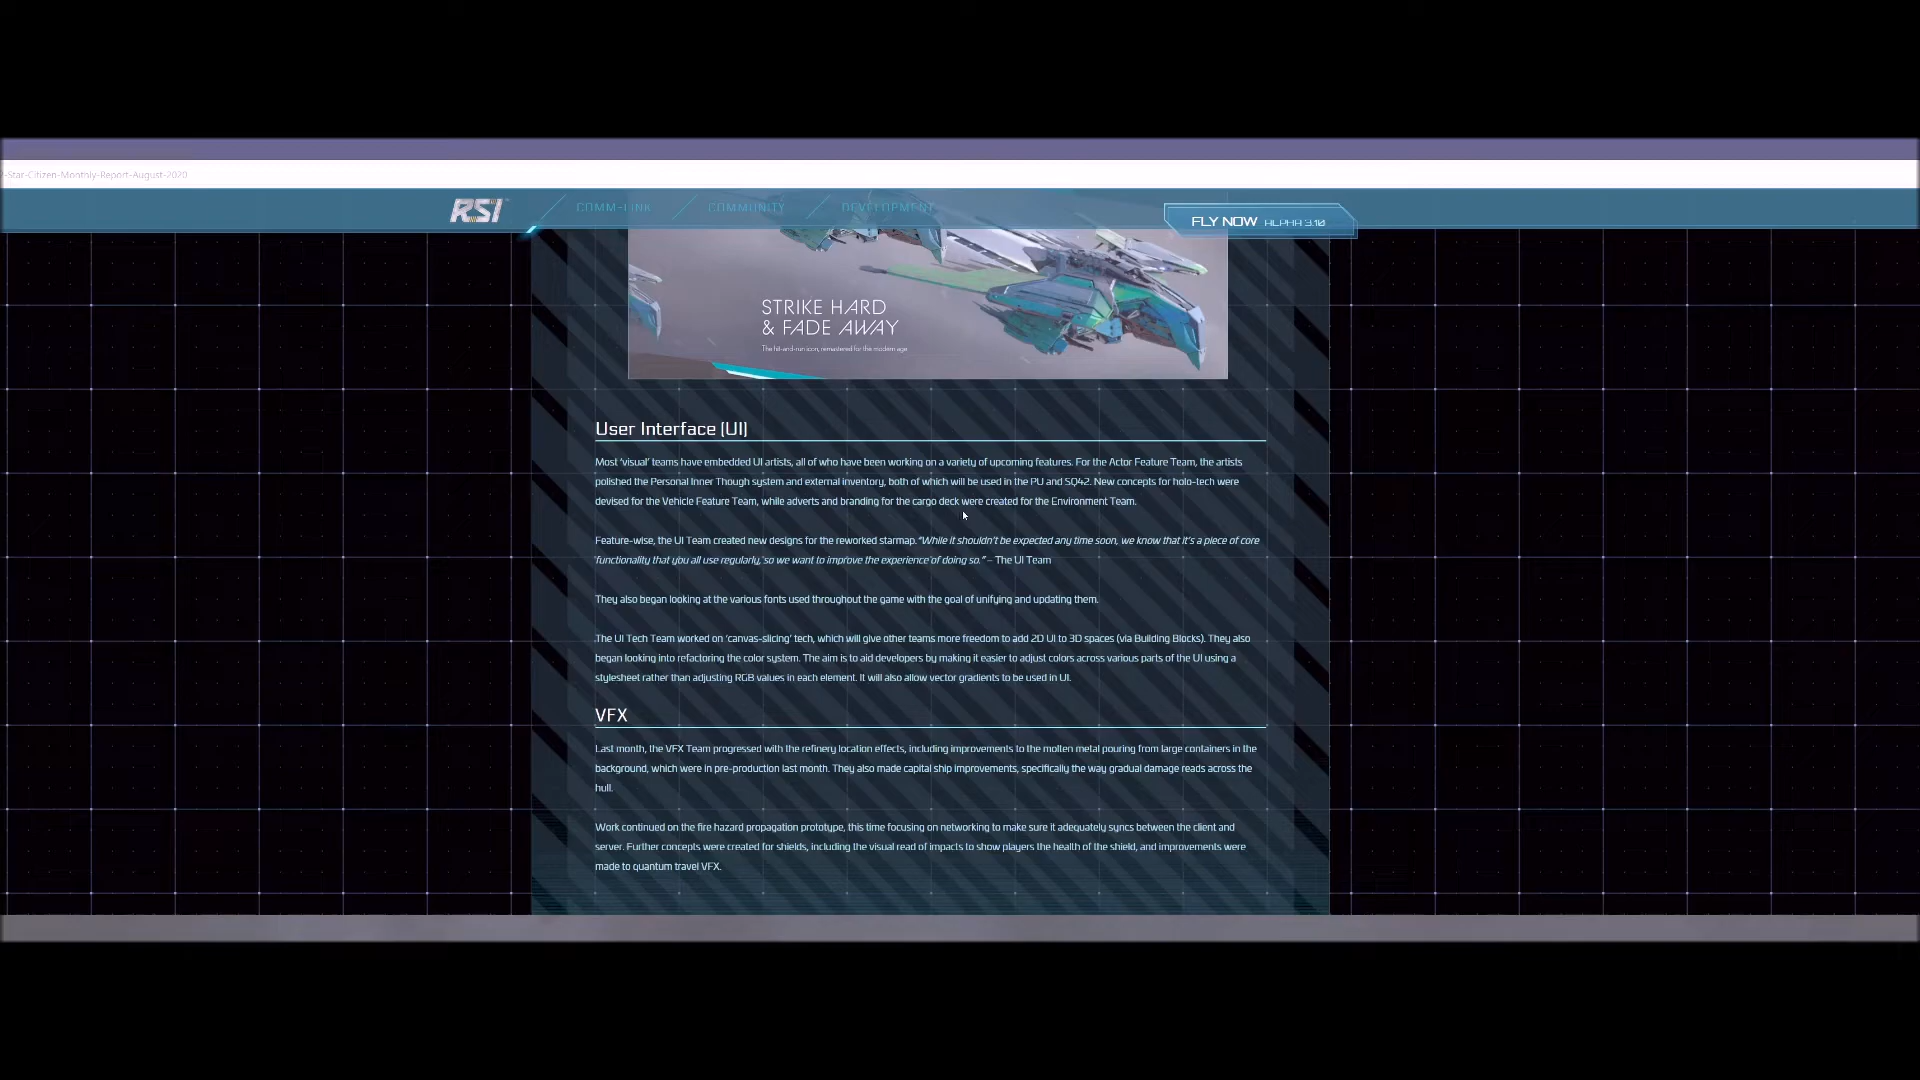 -Star-Citizen-Monthly-Report-August-2020
RSI
COMM-LINK
COMMUNITY
DEVELOPMENT
FLY NOW ALPHA 3.10
STRIKE HARD
& FADE AWAY
The hit-and-run icon, remastered for this modern age
User Interface (UI)
Most ‘visual’ teams have embedded UI artists, all of who have been working on a variety of upcoming features. For the Actor Feature Team, the artists
polished the Personal Inner Though system and external inventory, both of which will be used in the PU and SQ42. New concepts for holo-tech were
devised for the Vehicle Feature Team, while adverts and branding for the cargo deck were created for the Environment Team.
Feature-wise, the UI Team created new designs for the reworked starmap. “While it shouldn’t be expected any time soon, we know that it’s a piece of core
functionality that you all use regularly, so we want to improve the experience of doing so.” – The UI Team
They also began looking at the various fonts used throughout the game with the goal of unifying and updating them.
The UI Tech Team worked on ‘canvas-slicing’ tech, which will give other teams more freedom to add 2D UI to 3D spaces (via Building Blocks). They also
began looking into refactoring the color system. The aim is to aid developers by making it easier to adjust colors across various parts of the UI using a
stylesheet rather than adjusting RGB values in each element. It will also allow vector gradients to be used in UI.
VFX
Last month, the VFX Team progressed with the refinery location effects, including improvements to the molten metal pouring from large containers in the
background, which were in pre-production last month. They also made capital ship improvements, specifically the way gradual damage reads across the
hull.
Work continued on the fire hazard propagation prototype, this time focusing on networking to make sure it adequately syncs between the client and
server. Further concepts were created for shields, including the visual read of impacts to show players the health of the shield, and improvements were
made to quantum travel VFX.